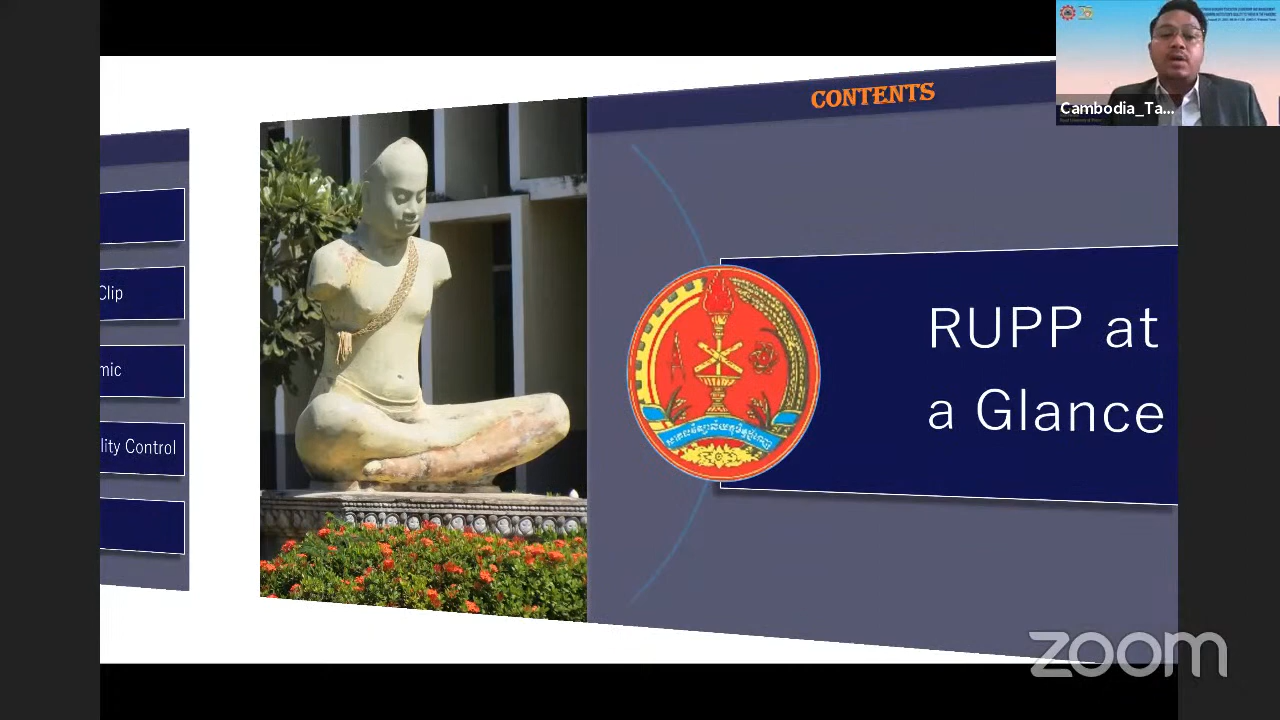 CONTENTS
Clip
mic
lity Control
RUPP at
a Glance
Cambodia_Ta...
zoom